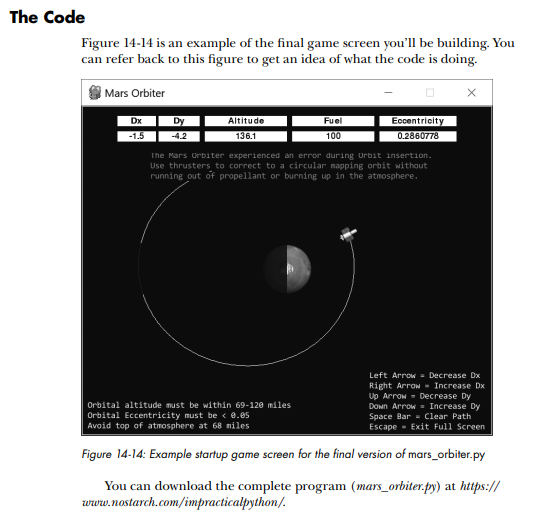 The Code
Figure 14-14 is an example of the final game screen you'll be building. You
can refer back to this figure to get an idea of what the code is doing.
Mars Orbiter
Dx Dy Altitude Fuel Eccentricity
-1.5 -4.2 136.1 100 0.2860778
The Mars Orbiter experienced an error during Orbit insertion.
Use thrusters to correct to a circular mapping orbit without
running out of propellant or burning up in the atmosphere.
Left Arrow = Decrease Dx
Right Arrow = Increase Dx
Up Arrow = Decrease Dy
Down Arrow = Increase Dy
Space Bar = Clear Path
Escape = Exit Full Screen
Orbital altitude must be within 69-120 miles
Orbital Eccentricity must be < 0.05
Avoid top of atmosphere at 68 miles
Figure 14-14: Example startup game screen for the final version of mars_orbiter.py
You can download the complete program (mars_orbiter.py) at https://
www.nostarch.com/impracticalpython/.